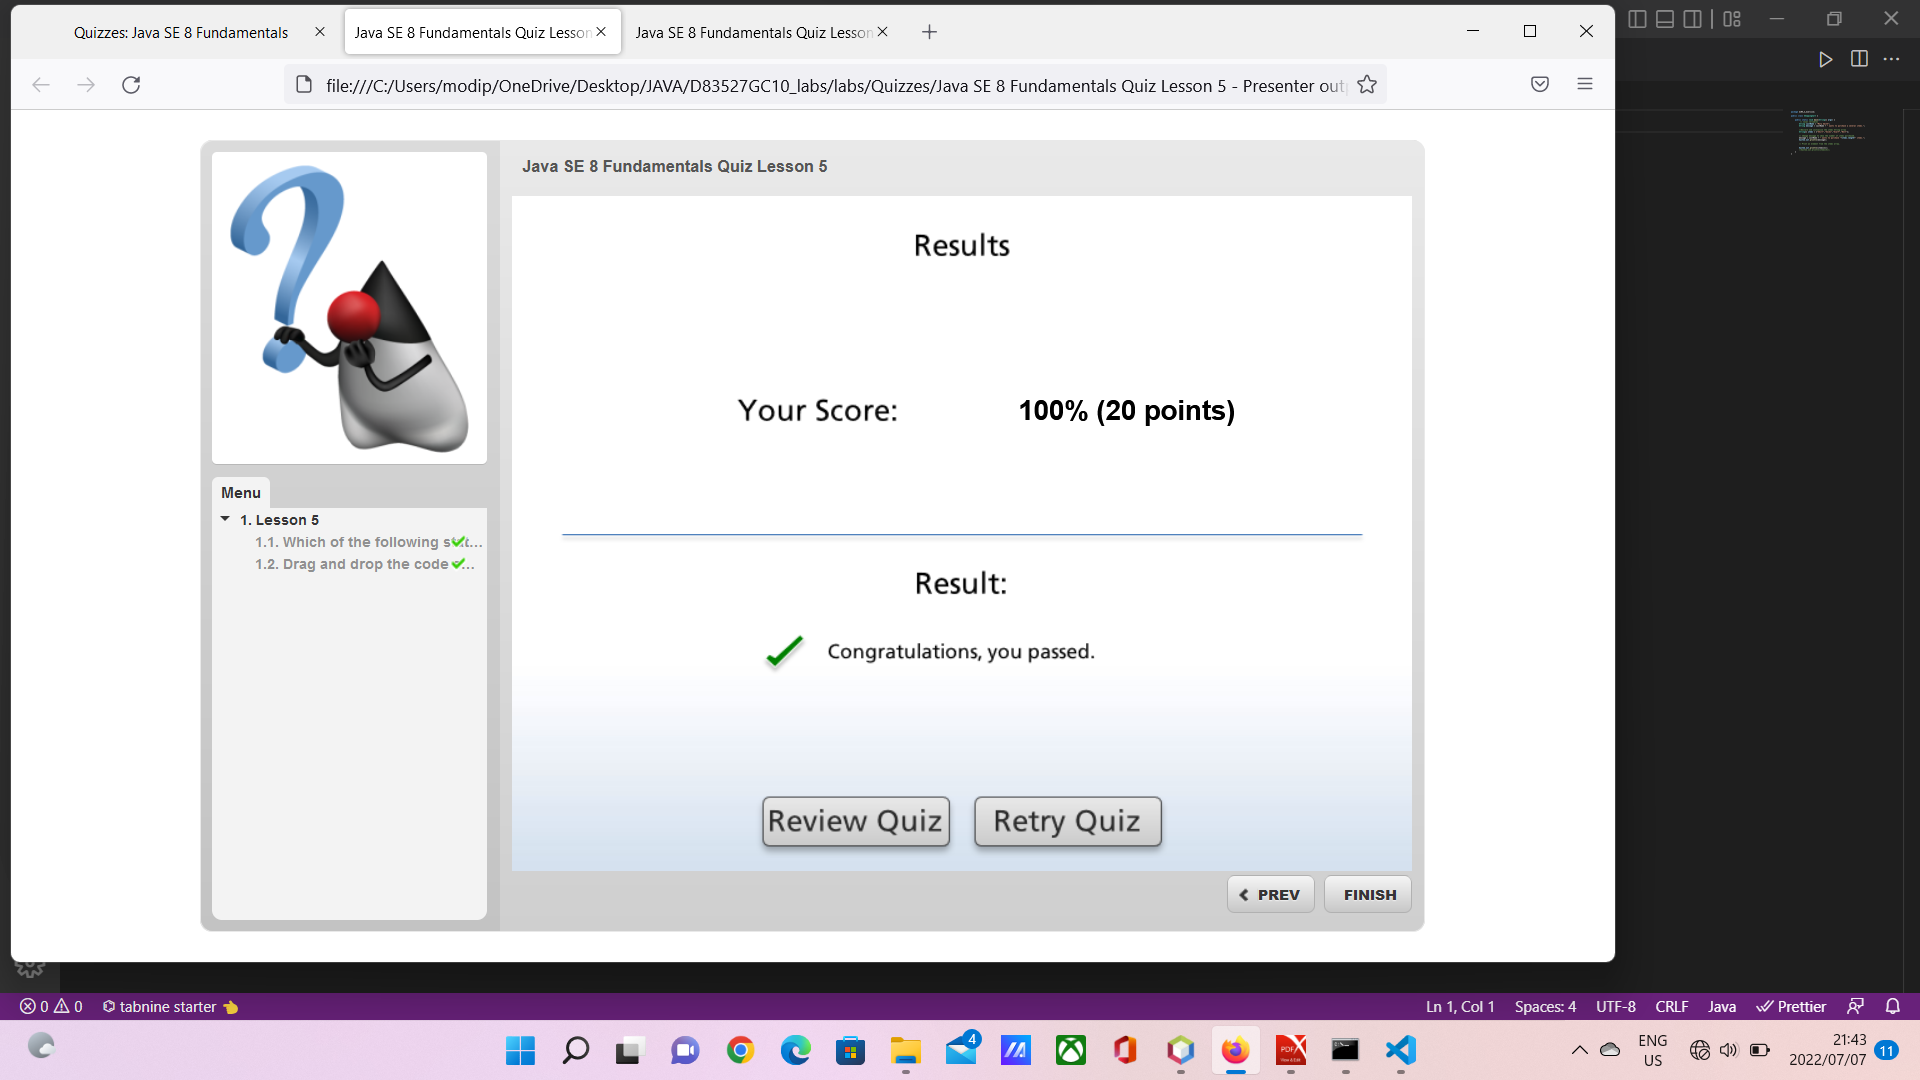 Quizzes: Java SE 8 Fundamentals
Java SE 8 Fundamentals Quiz Lesson
Java SE 8 Fundamentals Quiz Lesson
file:///C:/Users/modip/OneDrive/Desktop/JAVA/D83527GC10_labs/labs/Quizzes/Java SE 8 Fundamentals Quiz Lesson 5 - Presenter out
Java SE 8 Fundamentals Quiz Lesson 5
Results
Your Score: 100% (20 points)
Menu
1. Lesson 5
1.1. Which of the following
1.2. Drag and drop the code
Result:
Congratulations, you passed.
Review Quiz Retry Quiz
PREV FINISH
0 0 tabnine starter
Ln 1, Col 1 Spaces: 4 UTF-8 CRLF Java Prettier
4
PDF
ENG
US
21:43
2022/07/07
11